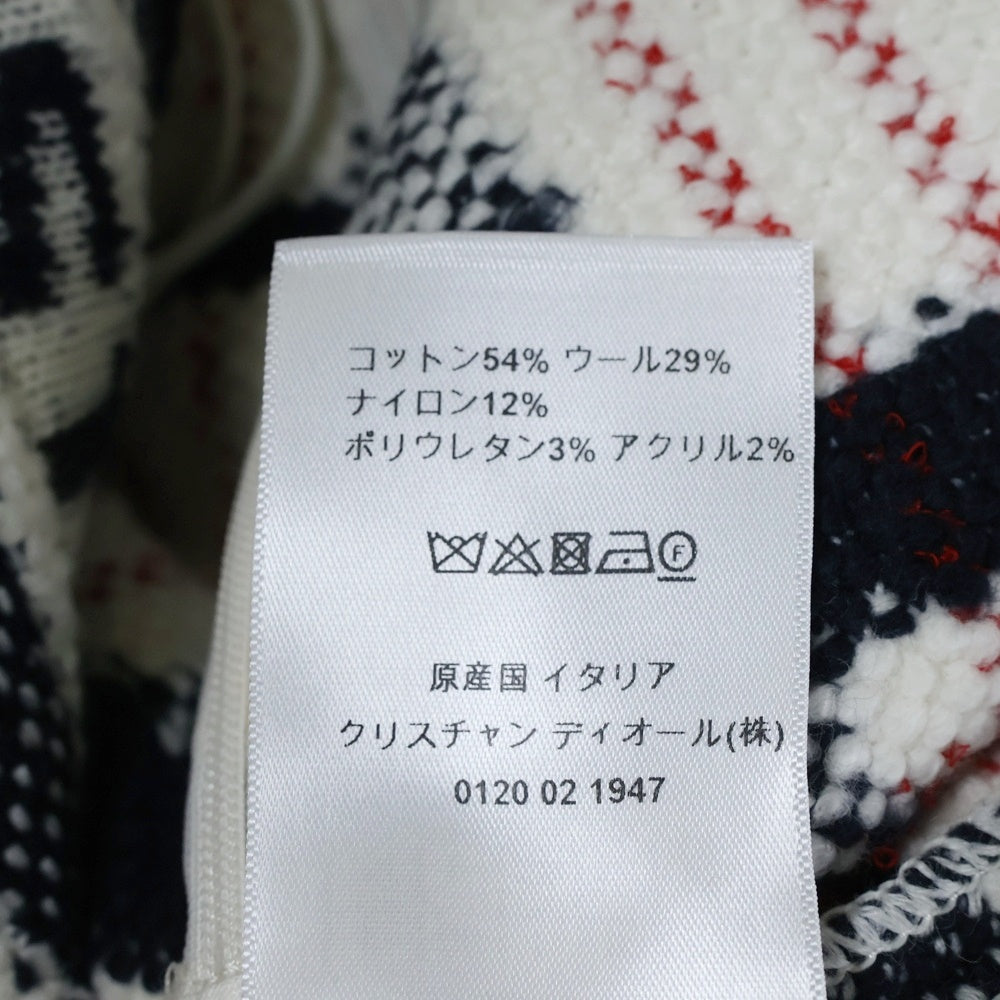 コットン54% ウール29%
ナイロン12%
ポリウレタン3% アクリル2%
F
原産国 イタリア
クリスチャン ディオール(株)
0120 02 1947